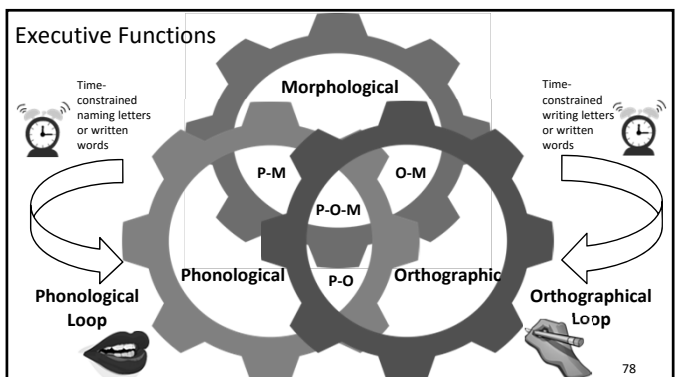 Executive Functions
Morphological
Time-
constrained
naming letters
or written
words
Time-
constrained
writing letters
or written
words
P-M
O-M
P-O-M
Phonological
P-O
Orthographic
Phonological
Loop
Orthographical
Loop
78